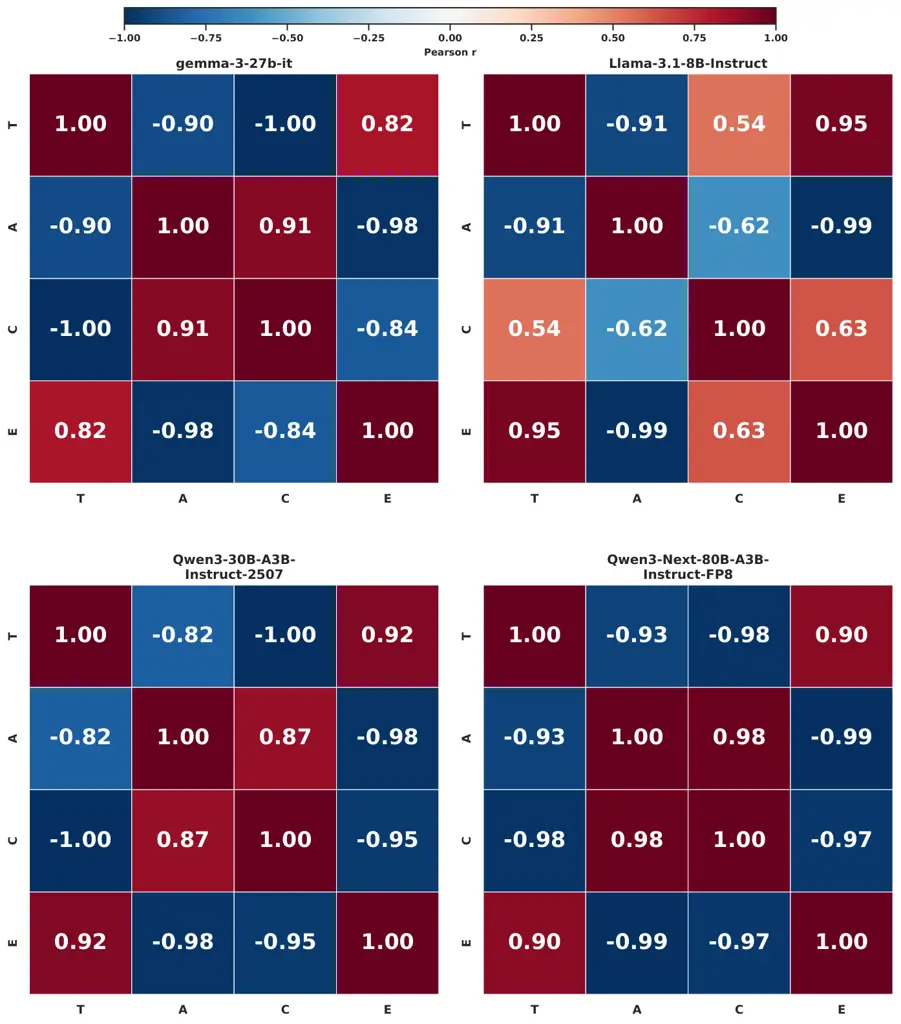 −1.00 −0.75 −0.50 −0.25 0.00 0.25 0.50 0.75 1.00
Pearson r
gemma-3-27b-it
T 1.00 -0.90 -1.00 0.82
A -0.90 1.00 0.91 -0.98
C -1.00 0.91 1.00 -0.84
E 0.82 -0.98 -0.84 1.00
T A C E
Llama-3.1-8B-Instruct
T 1.00 -0.91 0.54 0.95
A -0.91 1.00 -0.62 -0.99
C 0.54 -0.62 1.00 0.63
E 0.95 -0.99 0.63 1.00
T A C E
Qwen3-30B-A3B-
Instruct-2507
T 1.00 -0.82 -1.00 0.92
A -0.82 1.00 0.87 -0.98
C -1.00 0.87 1.00 -0.95
E 0.92 -0.98 -0.95 1.00
T A C E
Qwen3-Next-80B-A3B-
Instruct-FP8
T 1.00 -0.93 -0.98 0.90
A -0.93 1.00 0.98 -0.99
C -0.98 0.98 1.00 -0.97
E 0.90 -0.99 -0.97 1.00
T A C E